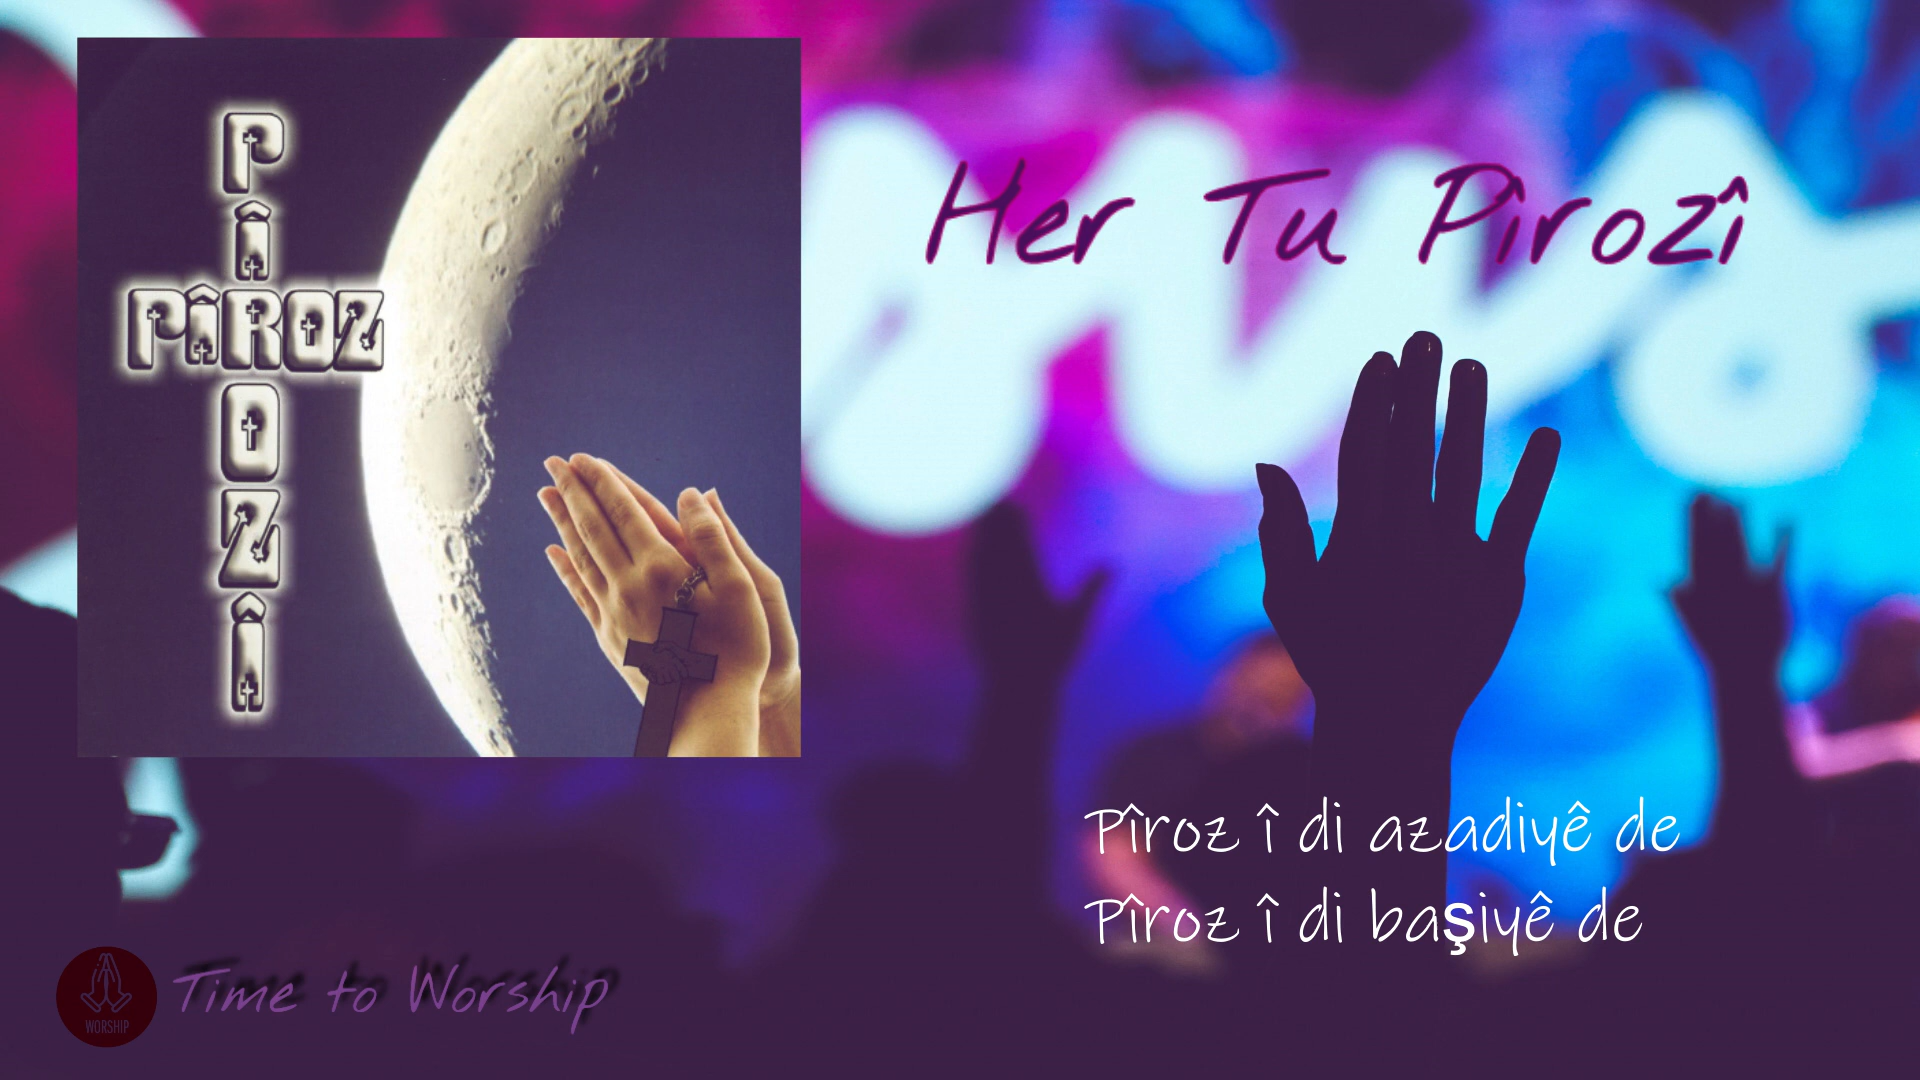 PÎROZÎ
PÎROZ
Her Tu Pîrozî
Pîroz î di azadiyê de
Pîroz î di başiyê de
WORSHIP
Time to Worship